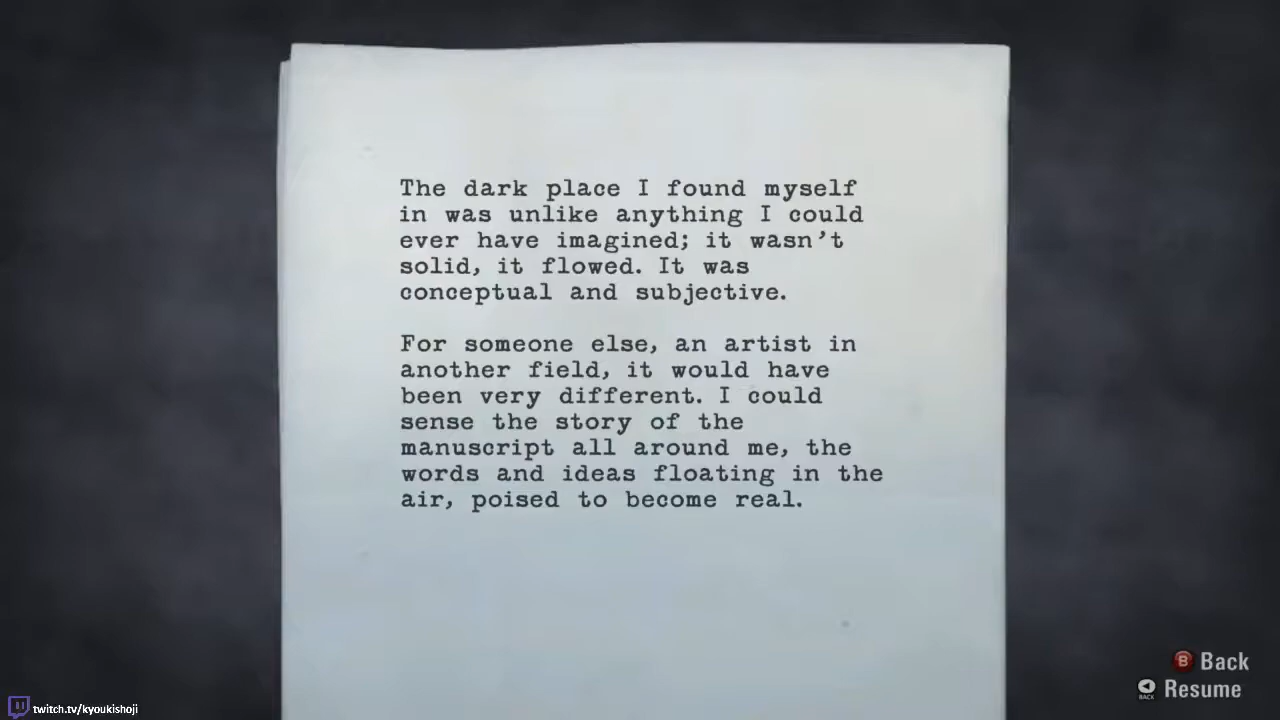 The dark place I found myself
in was unlike anything I could
ever have imagined; it wasn't
solid, it flowed. It was
conceptual and subjective.
For someone else, an artist in
another field, it would have
been very different. I could
sense the story of the
manuscript all around me, the
words and ideas floating in the
air, poised to become real.
B Back
BACK Resume
twitch.tv/kyoukishoji